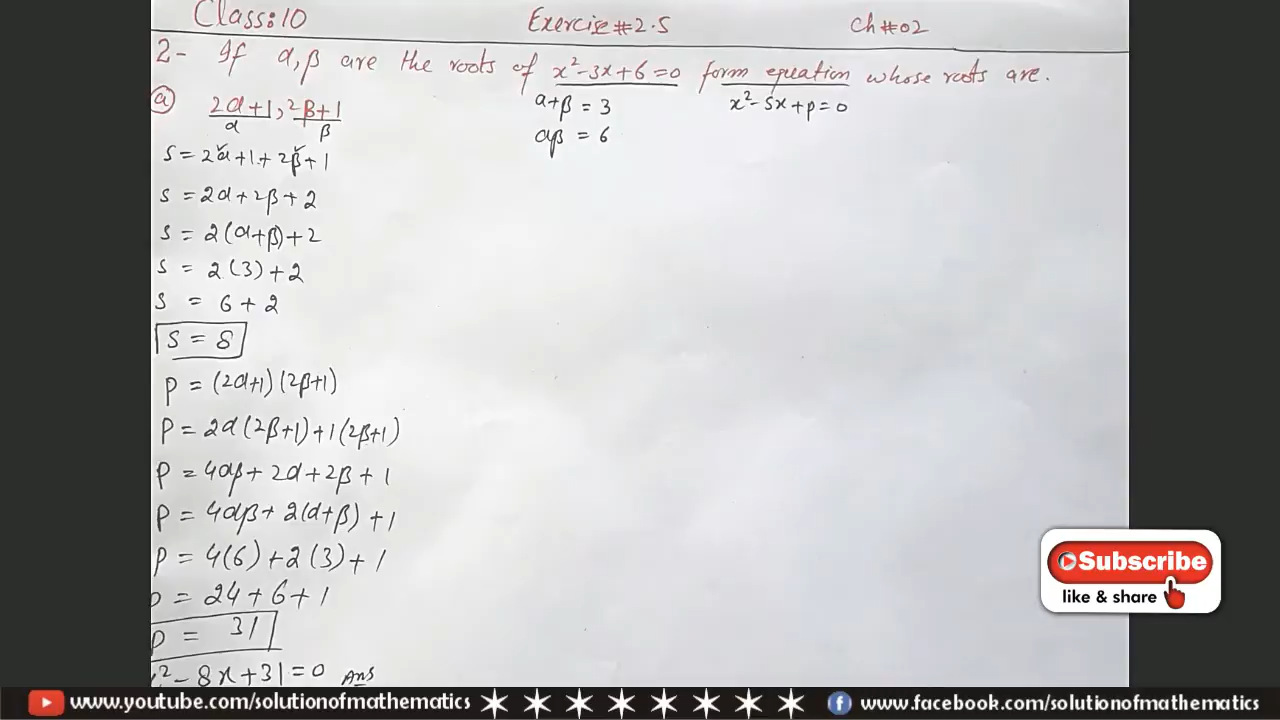 Class:10 Exercise#2.5 Ch#02
2- If α,β are the roots of x²-3x+6=0 form equation whose roots are.
ⓐ 2α+1, 2β+1
α β
α+β = 3
αβ = 6
x²-Sx+P=0
S = 2α+1+2β+1
S = 2α+2β+2
S = 2(α+β)+2
S = 2(3)+2
S = 6+2
S = 8
P = (2α+1)(2β+1)
P = 2α(2β+1)+1(2β+1)
P = 4αβ+2α+2β+1
P = 4αβ+2(α+β)+1
P = 4(6)+2(3)+1
P = 24+6+1
P = 31
x²-8x+31=0 Ans
Subscribe
like & share
www.youtube.com/solutionofmathematics www.facebook.com/solutionofmathematics